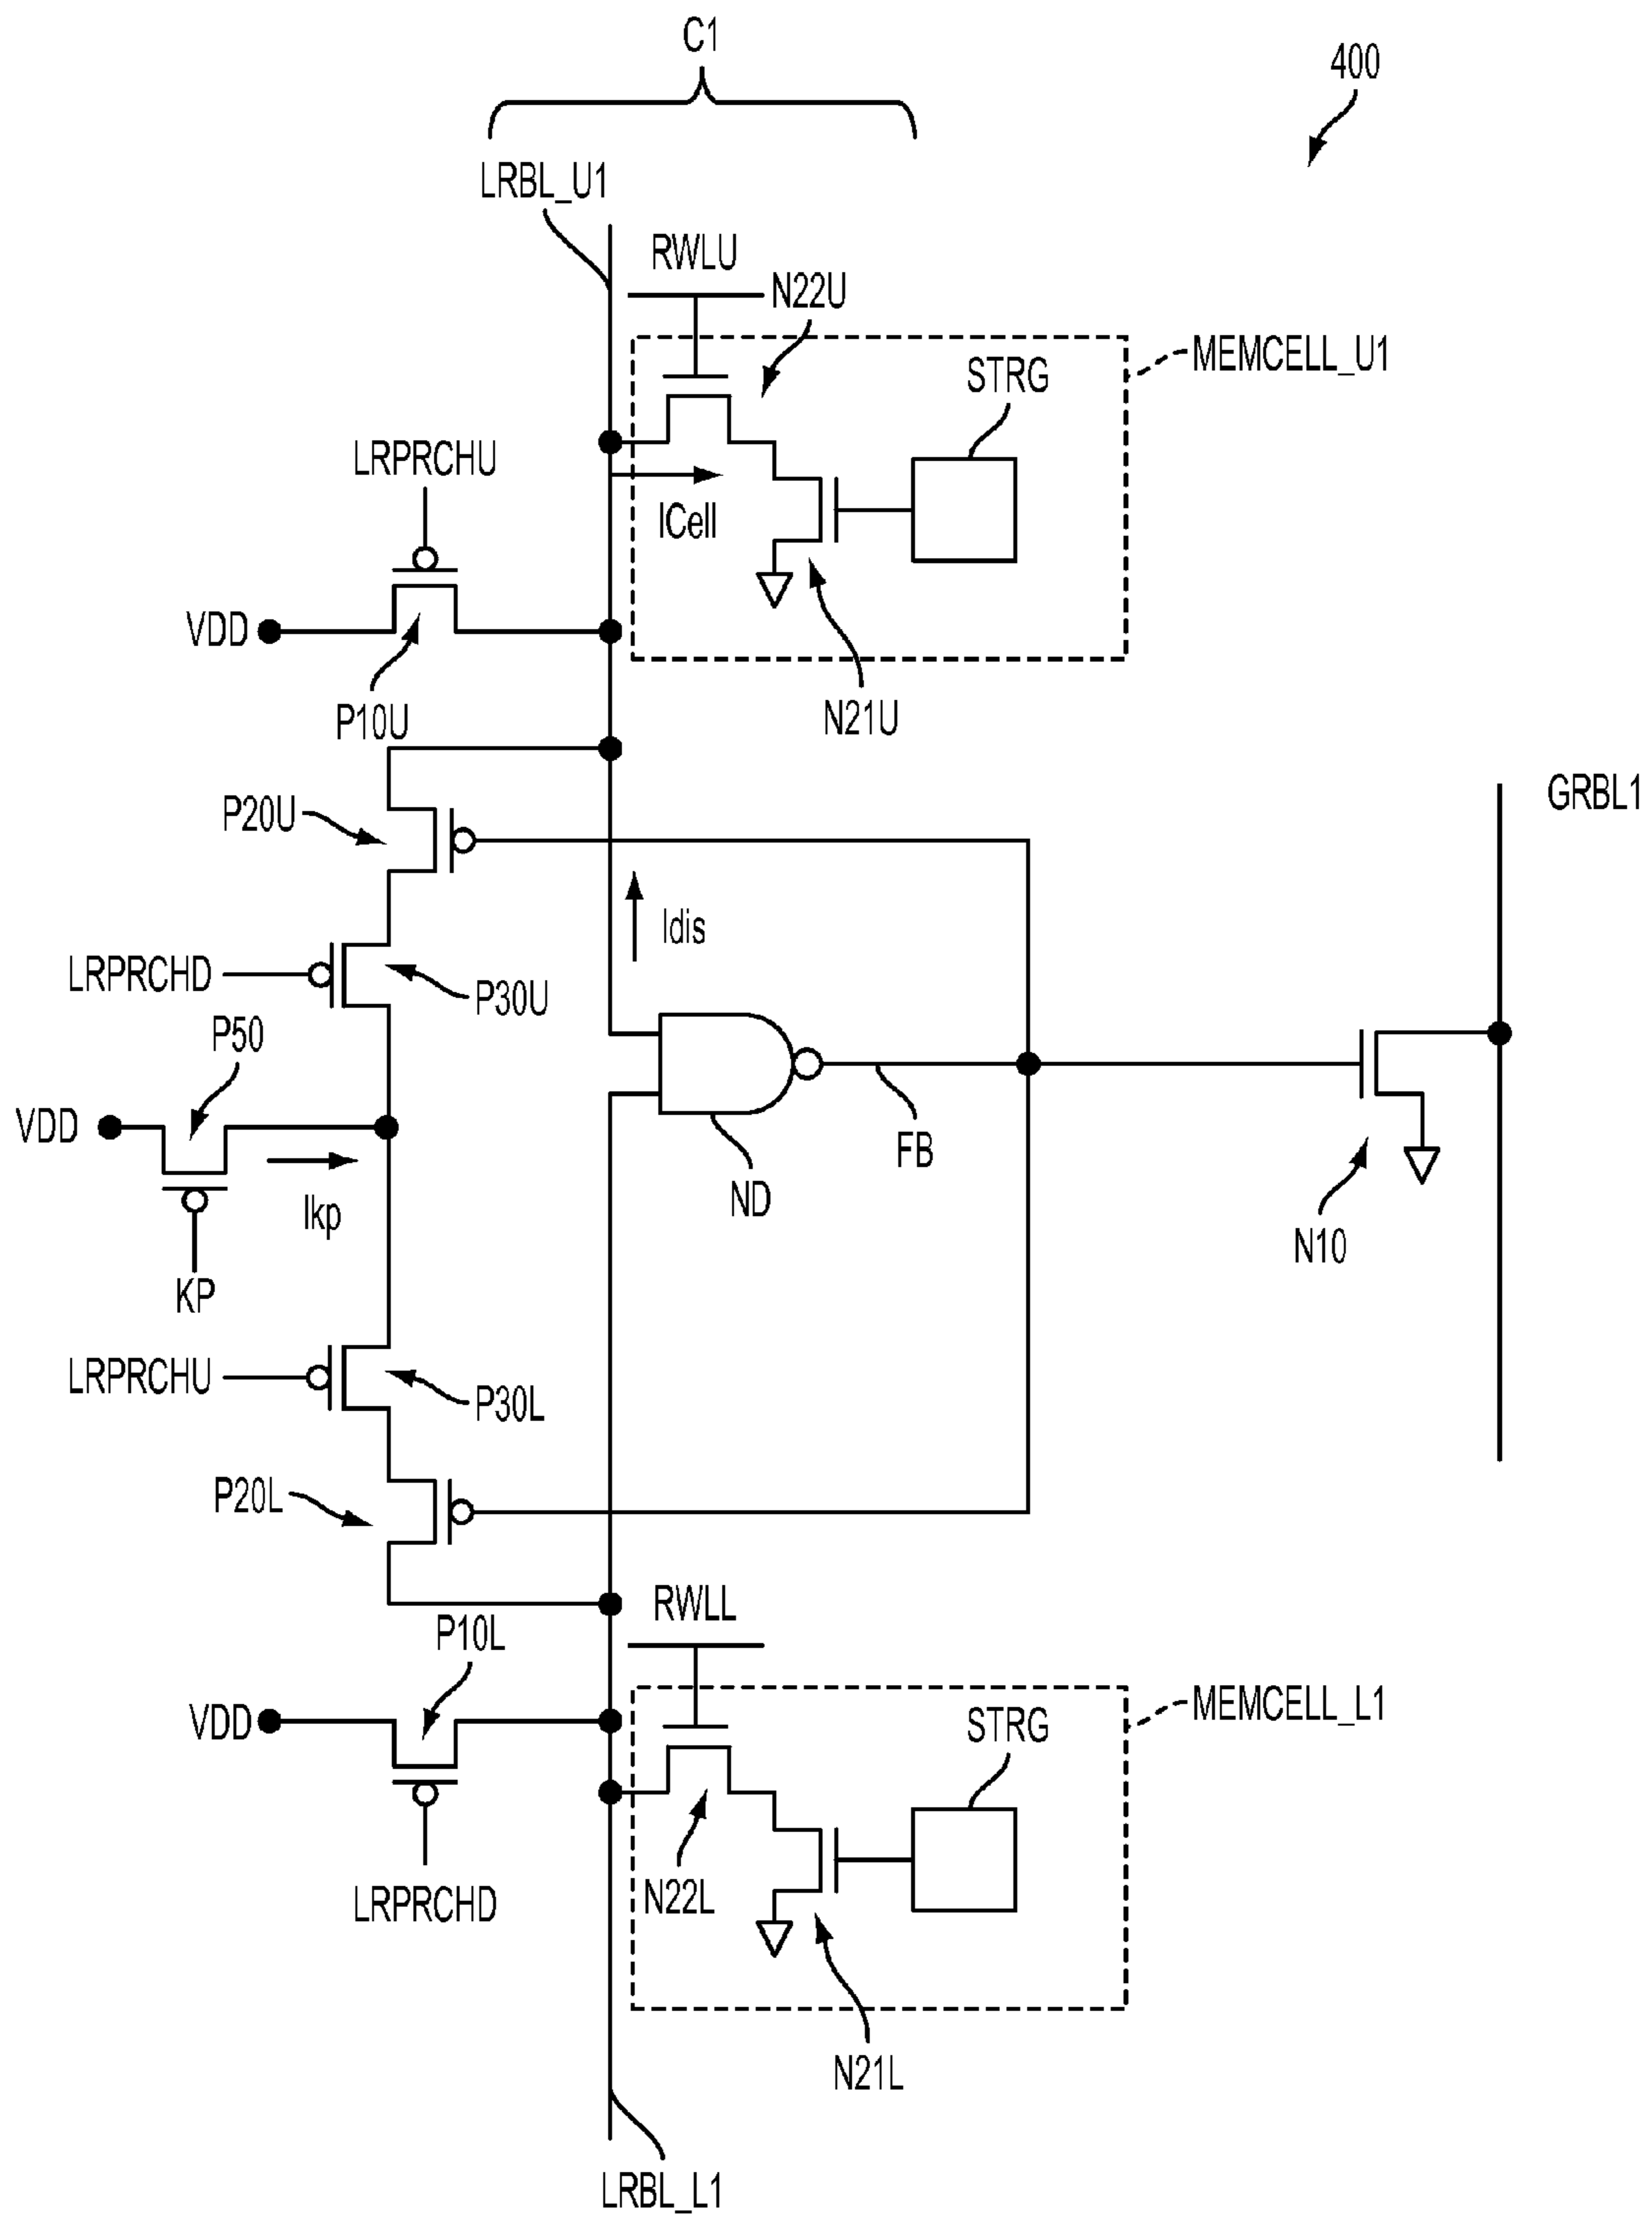 C1
400
LRBL_U1
RWLU
N22U
MEMCELL_U1
STRG
LRPRCHU
ICell
VDD
P10U
N21U
GRBL1
P20U
Idis
LRPRCHD
P30U
P50
VDD
FB
ND
Ikp
N10
KP
LRPRCHU
P30L
P20L
RWLL
P10L
MEMCELL_L1
VDD
STRG
N22L
LRPRCHD
N21L
LRBL_L1